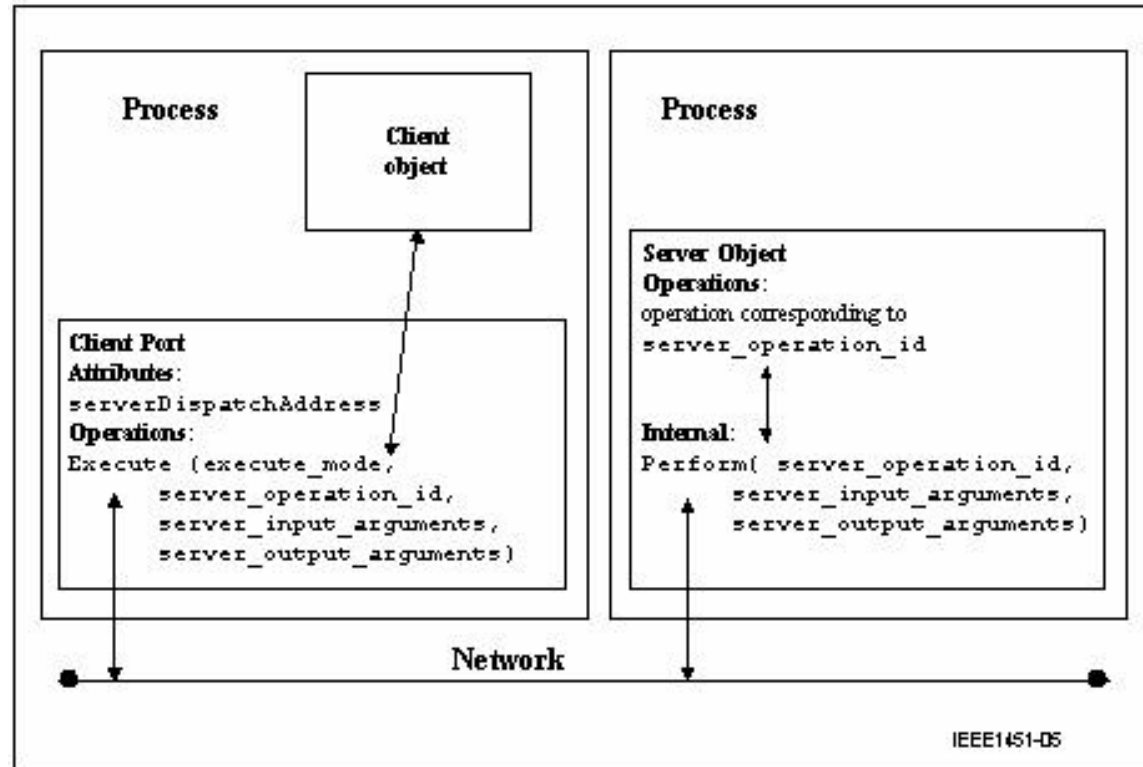 Process
Client
object
Client Port
Attributes:
serverDispatchAddress
Operations:
Execute (execute_mode,
server_operation_id,
server_input_arguments,
server_output_arguments)
Process
Server Object
Operations:
operation corresponding to
server_operation_id
Internal:
Perform( server_operation_id,
server_input_arguments,
server_output_arguments)
Network
IEEE1451-05